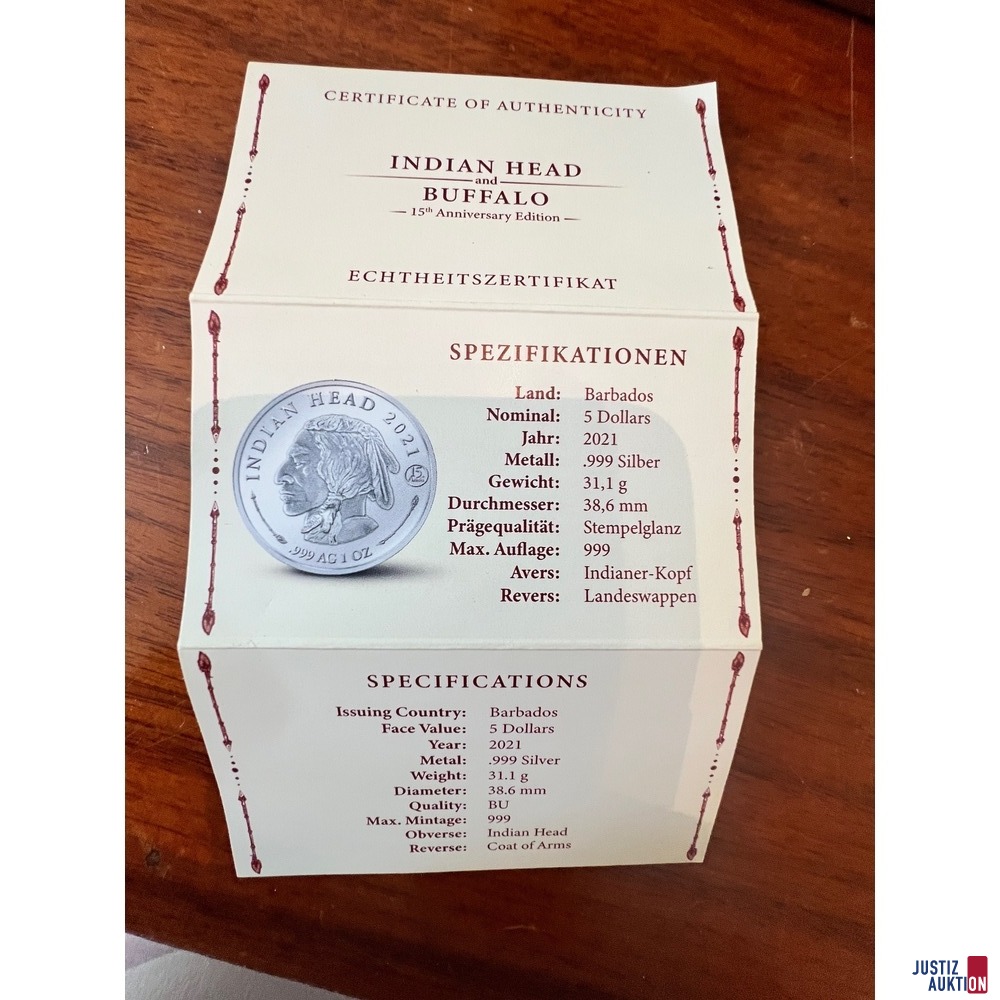 CERTIFICATE OF AUTHENTICITY
INDIAN HEAD
and
BUFFALO
15th Anniversary Edition
ECHTHEITSZERTIFIKAT
SPEZIFIKATIONEN
INDIAN HEAD 2021
15
.999 AG 1 OZ
Land: Barbados
Nominal: 5 Dollars
Jahr: 2021
Metall: .999 Silber
Gewicht: 31,1 g
Durchmesser: 38,6 mm
Prägequalität: Stempelglanz
Max. Auflage: 999
Avers: Indianer-Kopf
Revers: Landeswappen
SPECIFICATIONS
Issuing Country: Barbados
Face Value: 5 Dollars
Year: 2021
Metal: .999 Silver
Weight: 31.1 g
Diameter: 38.6 mm
Quality: BU
Max. Mintage: 999
Obverse: Indian Head
Reverse: Coat of Arms
JUSTIZ
AUKTION